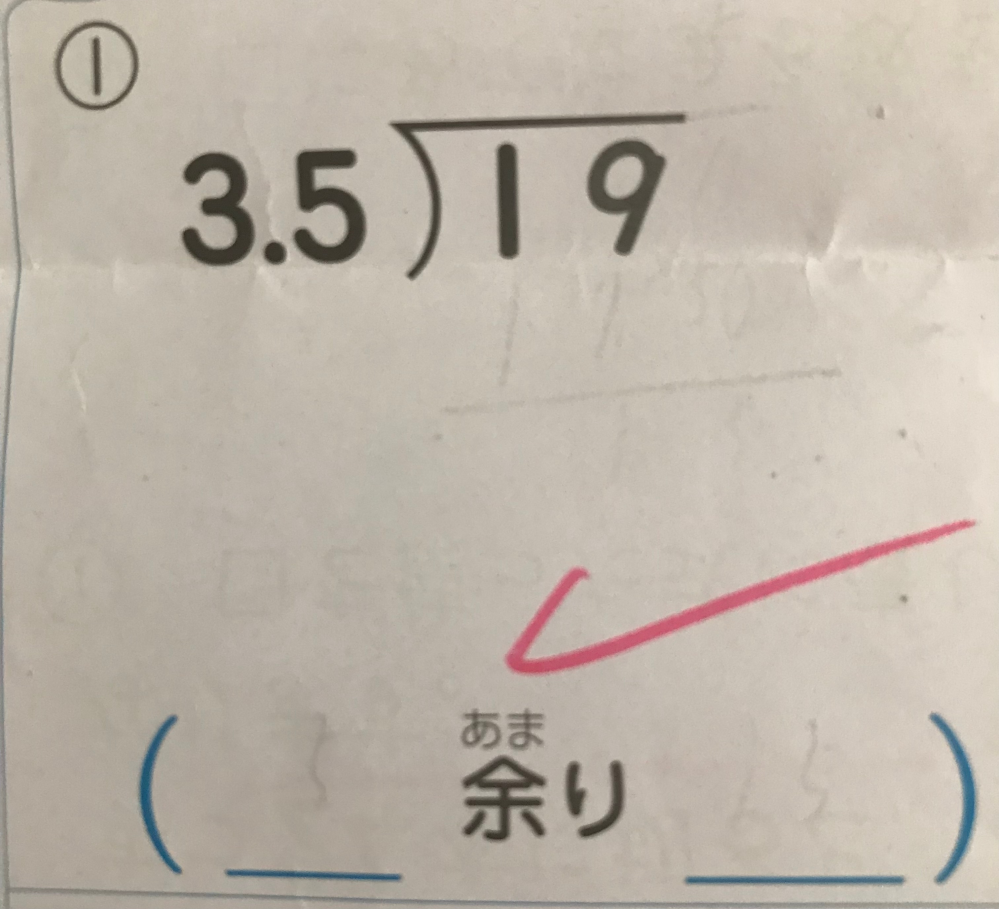 ①
3.5)19
あま
( 余り )